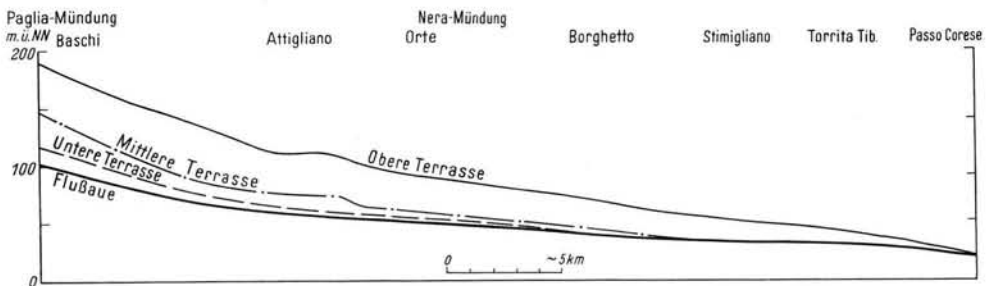 Paglia-Mündung Nera-Mündung
m.ü.NN Baschi Attigliano Orte Borghetto Stimigliano Torrita Tib. Passo Corese
200
Mittlere Terrasse
Obere Terrasse
Untere Terrasse
100
Flußaue
0 ~5km
0